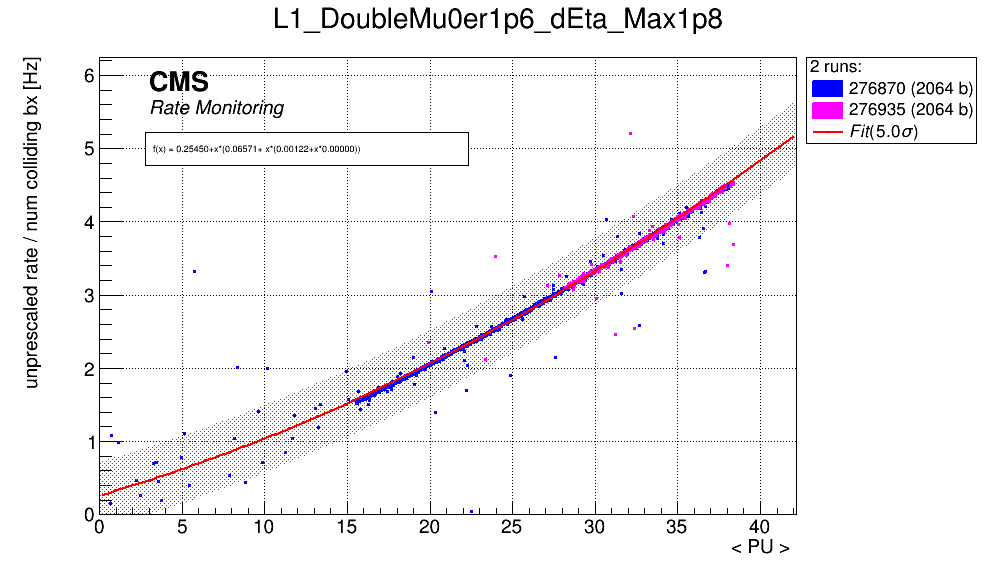 L1_DoubleMu0er1p6_dEta_Max1p8
unprescaled rate / num colliding bx [Hz]
CMS
Rate Monitoring
f(x) = 0.25450+x*(0.06571+ x*(0.00122+x*0.00000))
2 runs:
276870 (2064 b)
276935 (2064 b)
Fit(5.0σ)
6
5
4
3
2
1
0
0 5 10 15 20 25 30 35 40
< PU >